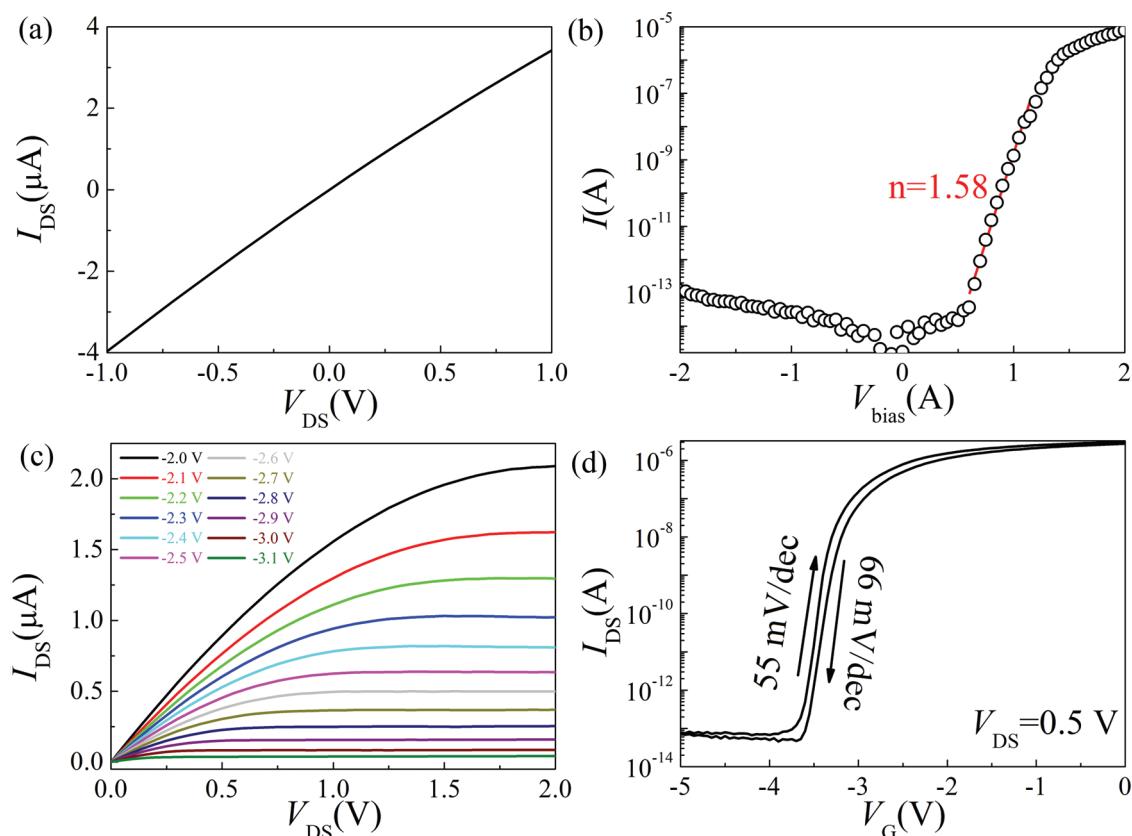 (a)
4
2
0
-2
-4
I_DS(μA)
-1.0 -0.5 0.0 0.5 1.0
V_DS(V)
(b)
10^-5
10^-7
10^-9
10^-11
10^-13
I(A)
n=1.58
-2 -1 0 1 2
V_bias(A)
(c)
2.0
1.5
1.0
0.5
0.0
I_DS(μA)
-2.0 V -2.6 V
-2.1 V -2.7 V
-2.2 V -2.8 V
-2.3 V -2.9 V
-2.4 V -3.0 V
-2.5 V -3.1 V
0.0 0.5 1.0 1.5 2.0
V_DS(V)
(d)
10^-6
10^-8
10^-10
10^-12
10^-14
I_DS(A)
55 mV/dec
66 mV/dec
V_DS=0.5 V
-5 -4 -3 -2 -1 0
V_G(V)